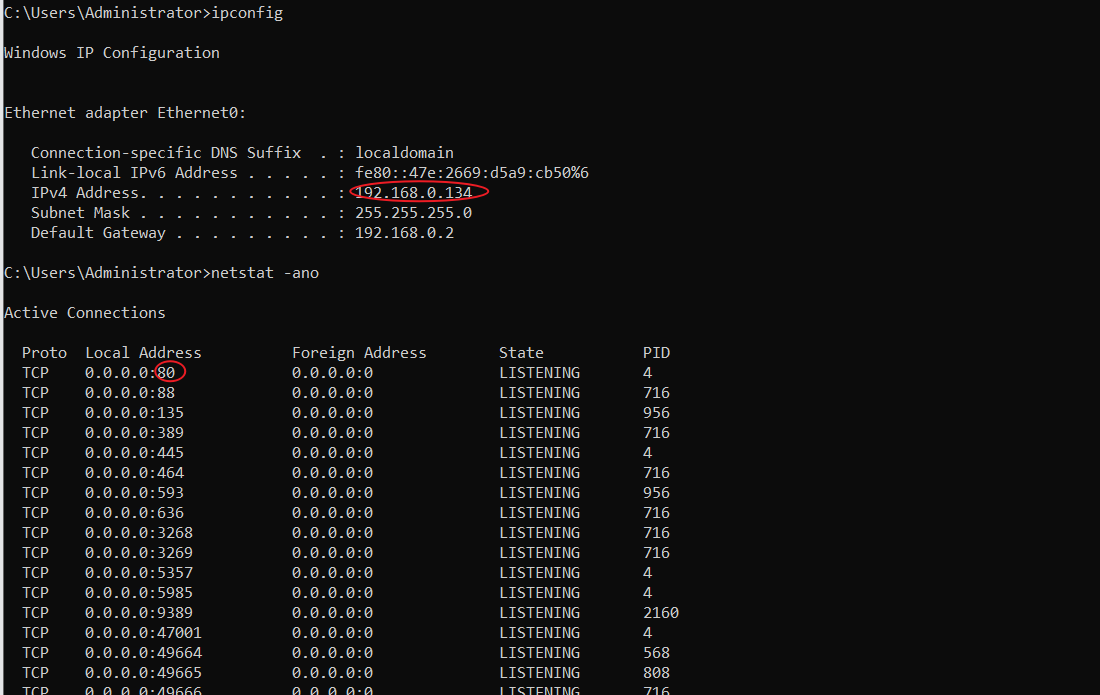 C:\Users\Administrator>ipconfig
Windows IP Configuration
Ethernet adapter Ethernet0:
   Connection-specific DNS Suffix  . : localdomain
   Link-local IPv6 Address . . . . . : fe80::47e:2669:d5a9:cb50%6
   IPv4 Address. . . . . . . . . . . : 192.168.0.134
   Subnet Mask . . . . . . . . . . . : 255.255.255.0
   Default Gateway . . . . . . . . . : 192.168.0.2
C:\Users\Administrator>netstat -ano
Active Connections
  Proto  Local Address          Foreign Address        State           PID
  TCP    0.0.0.0:80             0.0.0.0:0              LISTENING       4
  TCP    0.0.0.0:88             0.0.0.0:0              LISTENING       716
  TCP    0.0.0.0:135            0.0.0.0:0              LISTENING       956
  TCP    0.0.0.0:389            0.0.0.0:0              LISTENING       716
  TCP    0.0.0.0:445            0.0.0.0:0              LISTENING       4
  TCP    0.0.0.0:464            0.0.0.0:0              LISTENING       716
  TCP    0.0.0.0:593            0.0.0.0:0              LISTENING       956
  TCP    0.0.0.0:636            0.0.0.0:0              LISTENING       716
  TCP    0.0.0.0:3268           0.0.0.0:0              LISTENING       716
  TCP    0.0.0.0:3269           0.0.0.0:0              LISTENING       716
  TCP    0.0.0.0:5357           0.0.0.0:0              LISTENING       4
  TCP    0.0.0.0:5985           0.0.0.0:0              LISTENING       4
  TCP    0.0.0.0:9389           0.0.0.0:0              LISTENING       2160
  TCP    0.0.0.0:47001          0.0.0.0:0              LISTENING       4
  TCP    0.0.0.0:49664          0.0.0.0:0              LISTENING       568
  TCP    0.0.0.0:49665          0.0.0.0:0              LISTENING       808
  TCP    0.0.0.0:49666          0.0.0.0:0              LISTENING       716